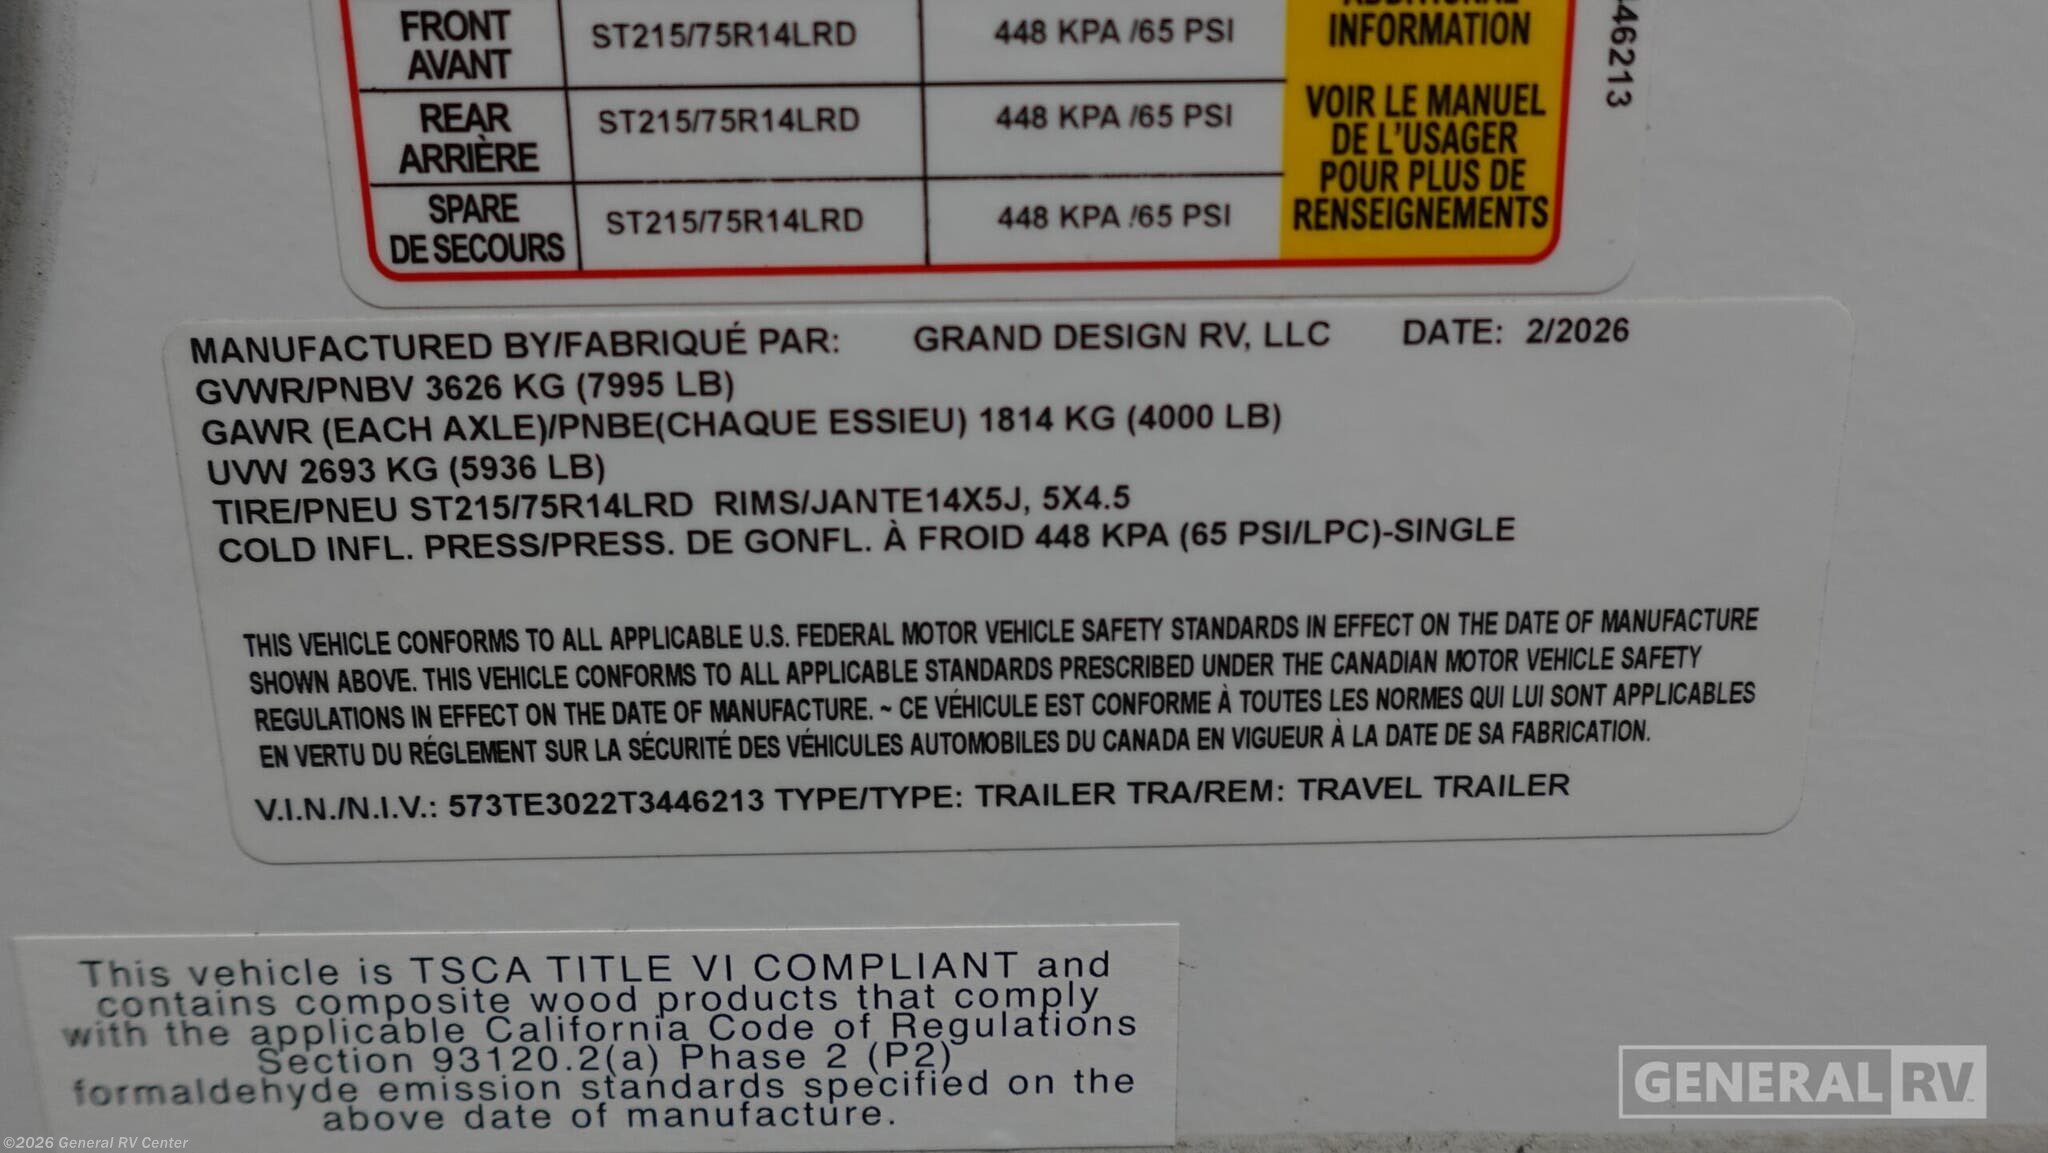 FRONT AVANT ST215/75R14LRD 448 KPA /65 PSI
REAR ARRIÈRE ST215/75R14LRD 448 KPA /65 PSI
SPARE DE SECOURS ST215/75R14LRD 448 KPA /65 PSI
ADDITIONAL
INFORMATION
VOIR LE MANUEL
DE L'USAGER
POUR PLUS DE
RENSEIGNEMENTS
446213
MANUFACTURED BY/FABRIQUÉ PAR: GRAND DESIGN RV, LLC DATE: 2/2026
GVWR/PNBV 3626 KG (7995 LB)
GAWR (EACH AXLE)/PNBE(CHAQUE ESSIEU) 1814 KG (4000 LB)
UVW 2693 KG (5936 LB)
TIRE/PNEU ST215/75R14LRD RIMS/JANTE14X5J, 5X4.5
COLD INFL. PRESS/PRESS. DE GONFL. À FROID 448 KPA (65 PSI/LPC)-SINGLE
THIS VEHICLE CONFORMS TO ALL APPLICABLE U.S. FEDERAL MOTOR VEHICLE SAFETY STANDARDS IN EFFECT ON THE DATE OF MANUFACTURE
SHOWN ABOVE. THIS VEHICLE CONFORMS TO ALL APPLICABLE STANDARDS PRESCRIBED UNDER THE CANADIAN MOTOR VEHICLE SAFETY
REGULATIONS IN EFFECT ON THE DATE OF MANUFACTURE. ~ CE VÉHICULE EST CONFORME À TOUTES LES NORMES QUI LUI SONT APPLICABLES
EN VERTU DU RÉGLEMENT SUR LA SÉCURITÉ DES VÉHICULES AUTOMOBILES DU CANADA EN VIGUEUR À LA DATE DE SA FABRICATION.
V.I.N./N.I.V.: 573TE3022T3446213 TYPE/TYPE: TRAILER TRA/REM: TRAVEL TRAILER
This vehicle is TSCA TITLE VI COMPLIANT and
contains composite wood products that comply
with the applicable California Code of Regulations
Section 93120.2(a) Phase 2 (P2)
formaldehyde emission standards specified on the
above date of manufacture.
GENERAL RV
©2026 General RV Center